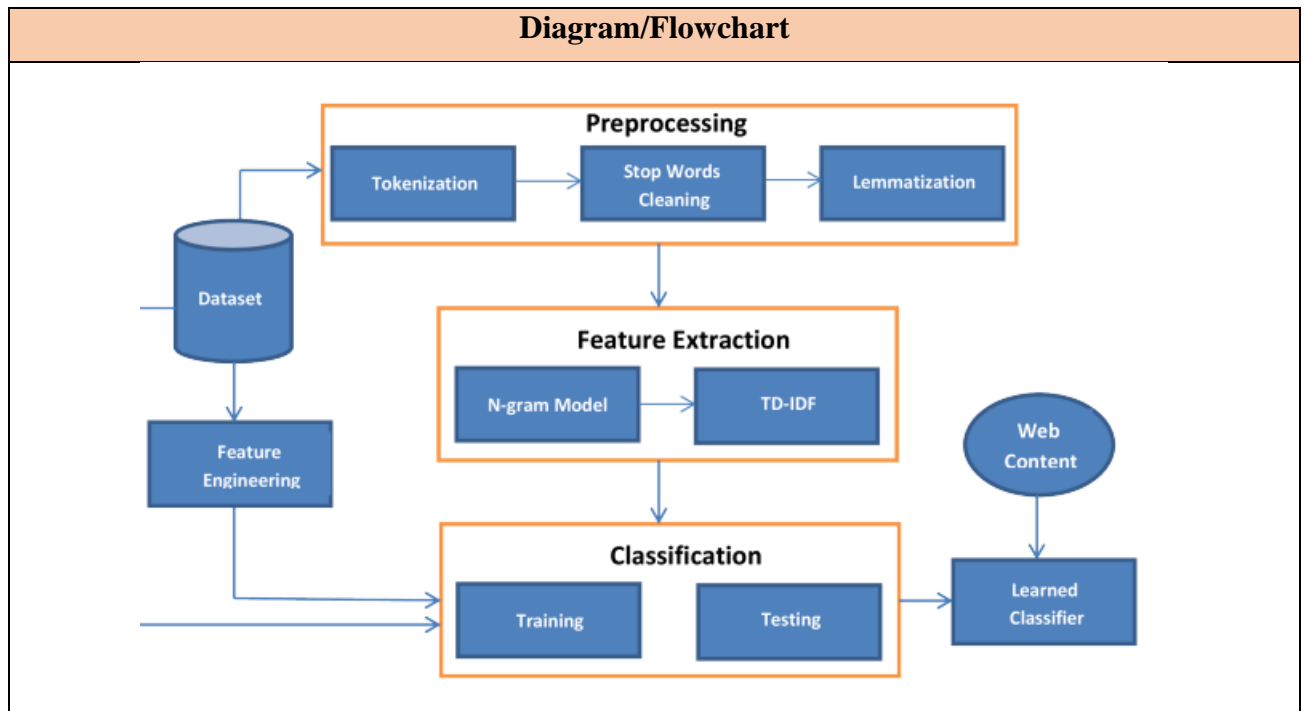 Diagram/Flowchart
Preprocessing
Tokenization
Stop Words
Cleaning
Lemmatization
Dataset
Feature Extraction
N-gram Model
TD-IDF
Web
Content
Feature
Engineering
Classification
Training
Testing
Learned
Classifier